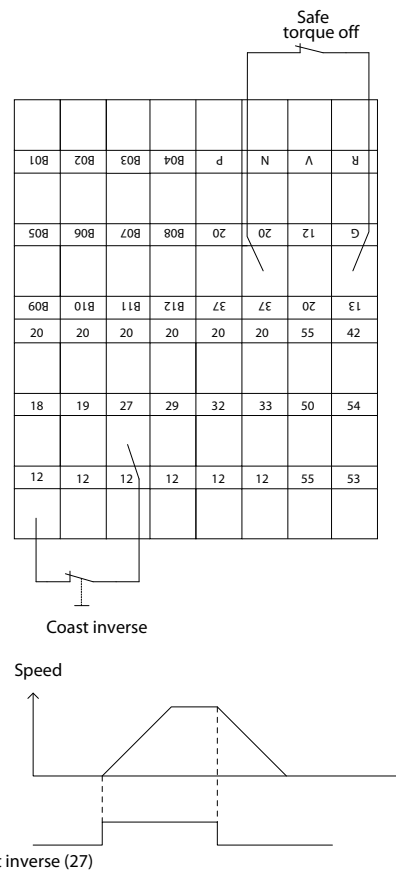 Safe
torque off
B01 B02 B03 B04 P N V R
B05 B06 B07 B08 20 20 12 G
B09 B10 B11 B12 37 37 20 13
20 20 20 20 20 20 55 42
18 19 27 29 32 33 50 54
12 12 12 12 12 12 55 53
Coast inverse
Speed
t inverse (27)